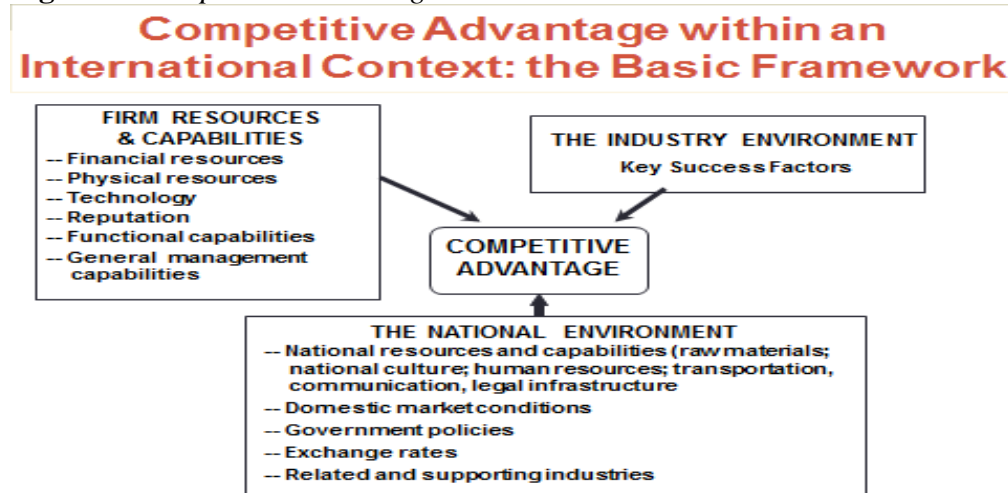 Competitive Advantage within an
International Context: the Basic Framework
FIRM RESOURCES
& CAPABILITIES
-- Financial resources
-- Physical resources
-- Technology
-- Reputation
-- Functional capabilities
-- General management
capabilities
THE INDUSTRY ENVIRONMENT
Key Success Factors
COMPETITIVE
ADVANTAGE
THE NATIONAL ENVIRONMENT
-- National resources and capabilities (raw materials;
national culture; human resources; transportation,
communication, legal infrastructure
-- Domestic market conditions
-- Government policies
-- Exchange rates
-- Related and supporting industries